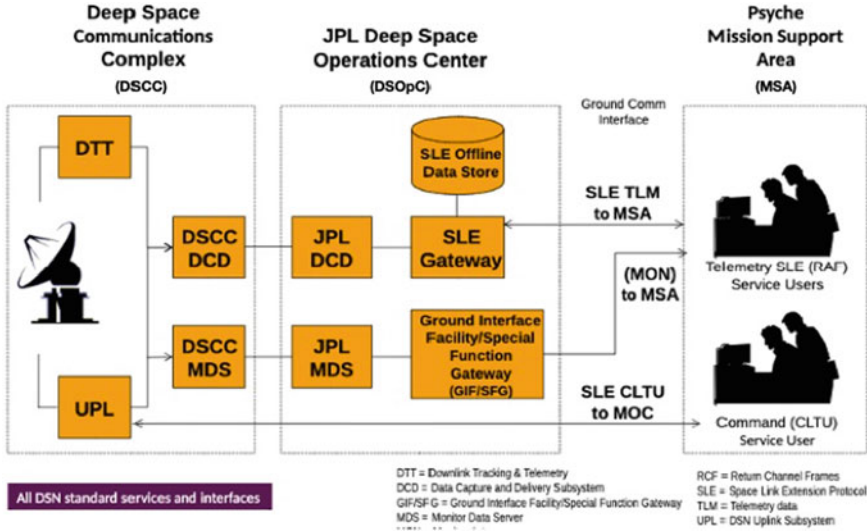 Deep Space
Communications
Complex
(DSCC)
JPL Deep Space
Operations Center
(DSOpC)
Psyche
Mission Support
Area
(MSA)
Ground Comm
Interface
DTT
SLE Offline
Data Store
SLE TLM
to MSA
DSCC
DCD
JPL
DCD
SLE
Gateway
Telemetry SLE (RAF)
Service Users
(MON)
to MSA
DSCC
MDS
JPL
MDS
Ground Interface
Facility/Special
Function
Gateway
(GIF/SFG)
UPL
SLE CLTU
to MOC
Command (CLTU)
Service User
All DSN standard services and interfaces
DTT = Downlink Tracking & Telemetry
DCD = Data Capture and Delivery Subsystem
GIF/SFG = Ground Interface Facility/Special Function Gateway
MDS = Monitor Data Server
RCF = Return Channel Frames
SLE = Space Link Extension Protocol
TLM = Telemetry data
UPL = DSN Uplink Subsystem